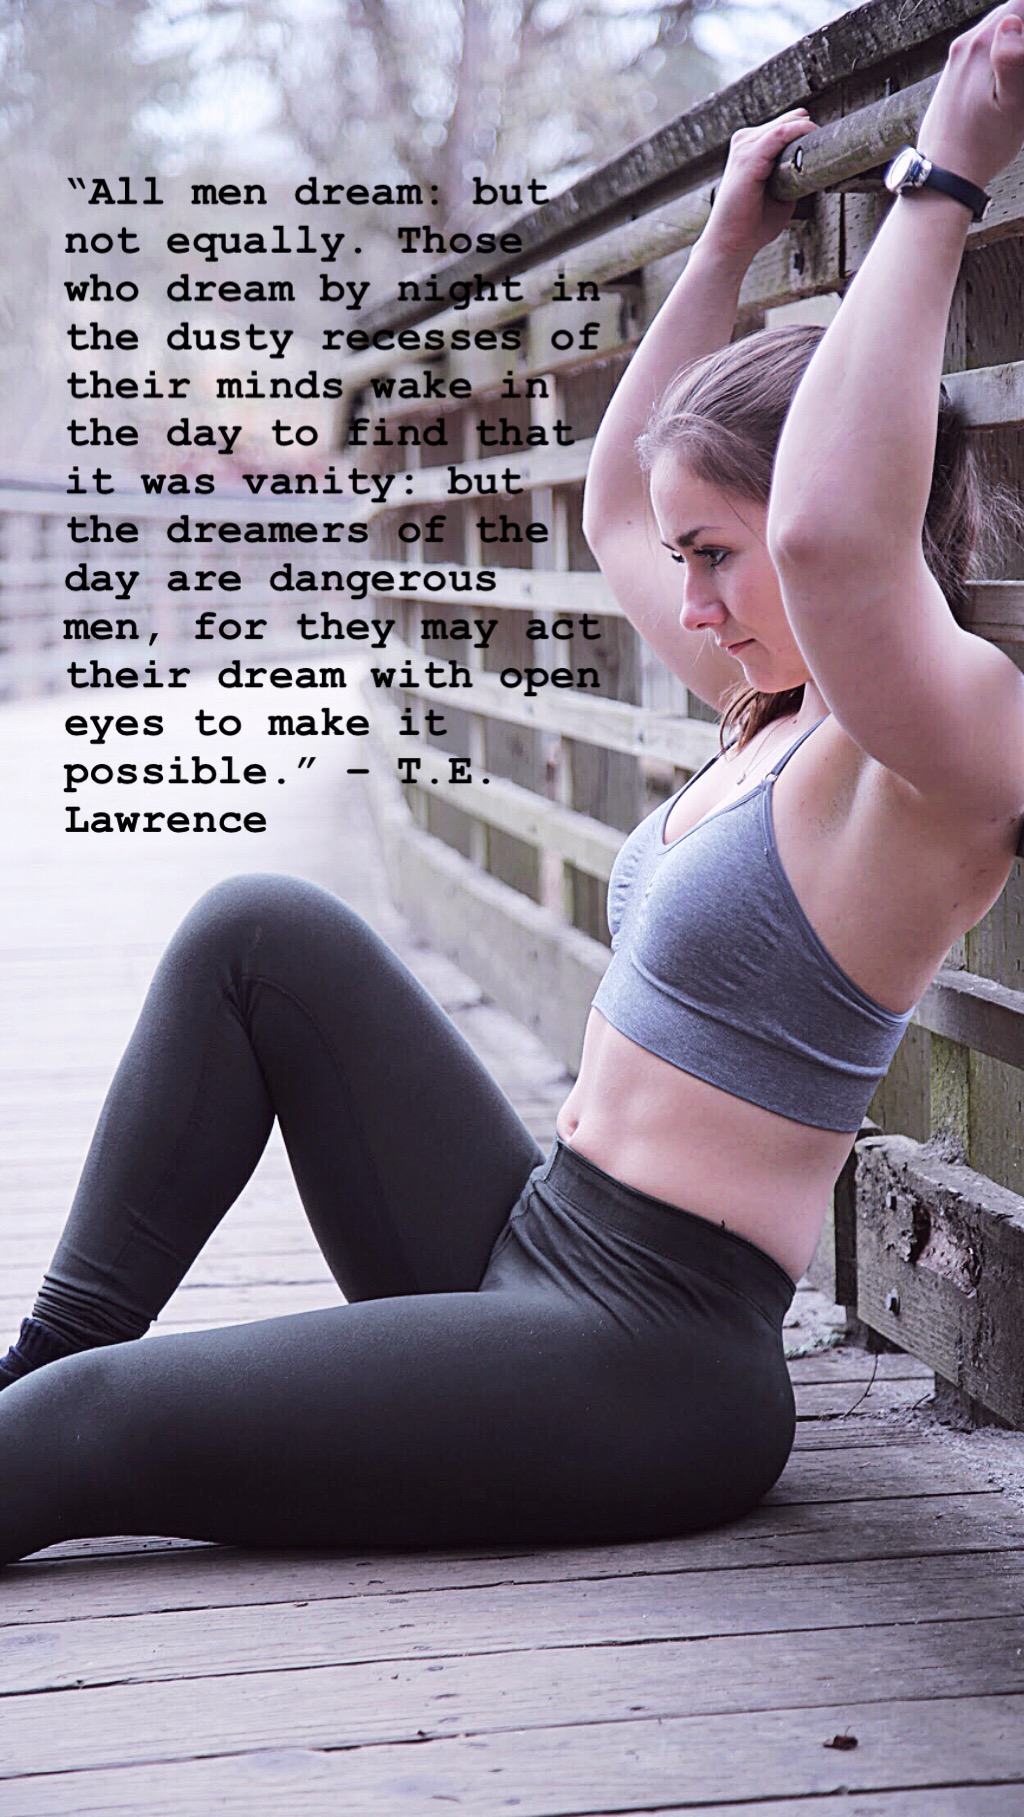 “All men dream: but
not equally. Those
who dream by night in
the dusty recesses of
their minds wake in
the day to find that
it was vanity: but
the dreamers of the
day are dangerous
men, for they may act
their dream with open
eyes to make it
possible.” – T.E.
Lawrence